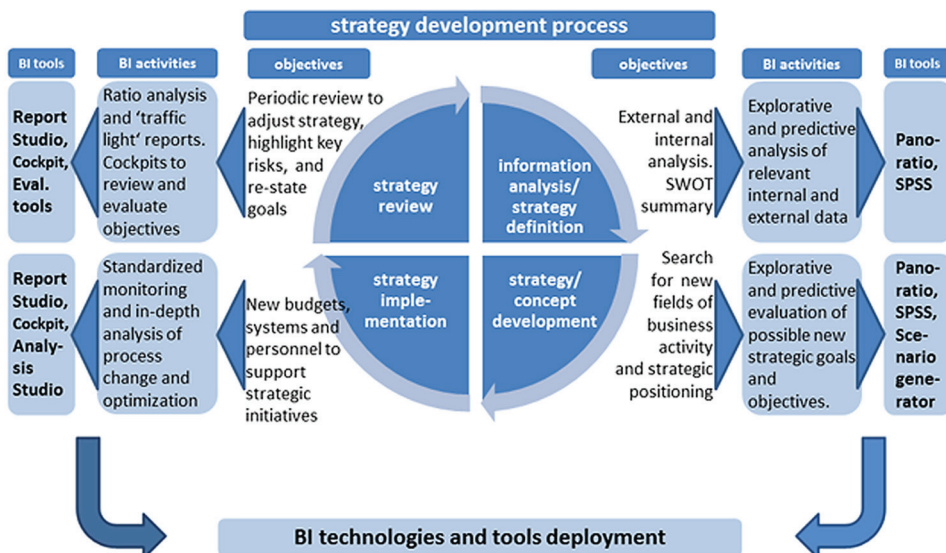 strategy development process
BI tools
BI activities
objectives
objectives
BI activities
BI tools
Report
Studio,
Cockpit,
Eval.
tools
Ratio analysis
and ‘traffic
light‘ reports.
Cockpits to
review and
evaluate
objectives
Periodic review to
adjust strategy,
highlight key
risks, and
re-state
goals
strategy
review
information
analysis/
strategy
definition
External and
internal
analysis.
SWOT
summary
Explorative
and predictive
analysis of
relevant
internal and
external data
Pano-
ratio,
SPSS
Report
Studio,
Cockpit,
Analy-
sis
Studio
Standardized
monitoring
and in-depth
analysis of
process
change and
optimization
New budgets,
systems and
personnel to
support
strategic
initiatives
strategy
imple-
mentation
strategy/
concept
development
Search
for new
fields of
business
activity
and strategic
positioning
Explorative
and predictive
evaluation of
possible new
strategic goals
and
objectives.
Pano-
ratio,
SPSS,
Sce-
nario
gene-
rator
BI technologies and tools deployment